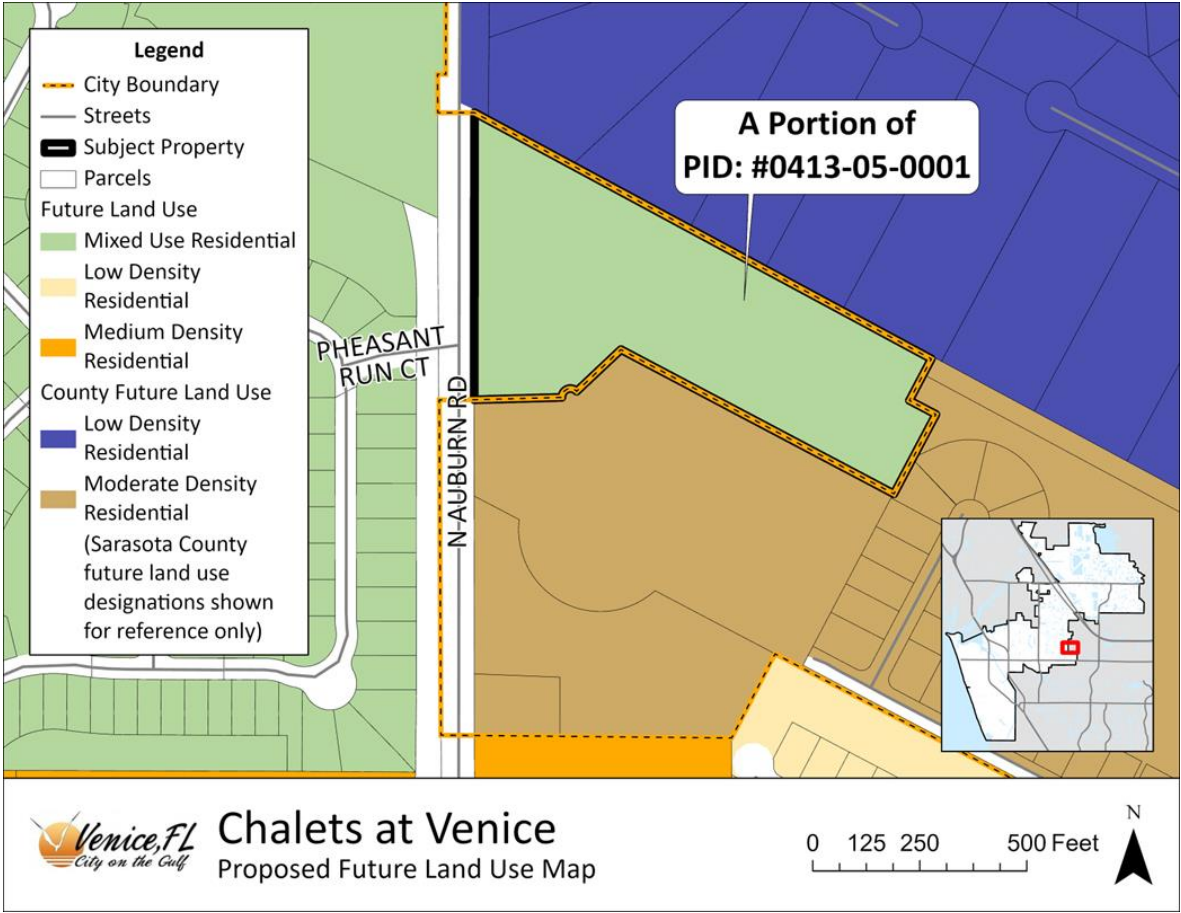 Legend
City Boundary
Streets
Subject Property
Parcels
Future Land Use
Mixed Use Residential
Low Density
Residential
Medium Density
Residential
County Future Land Use
Low Density
Residential
Moderate Density
Residential
(Sarasota County
future land use
designations shown
for reference only)
A Portion of
PID: #0413-05-0001
PHEASANT
RUN CT
N AUBURN RD
Venice, FL
City on the Gulf
Chalets at Venice
Proposed Future Land Use Map
0 125 250 500 Feet
N